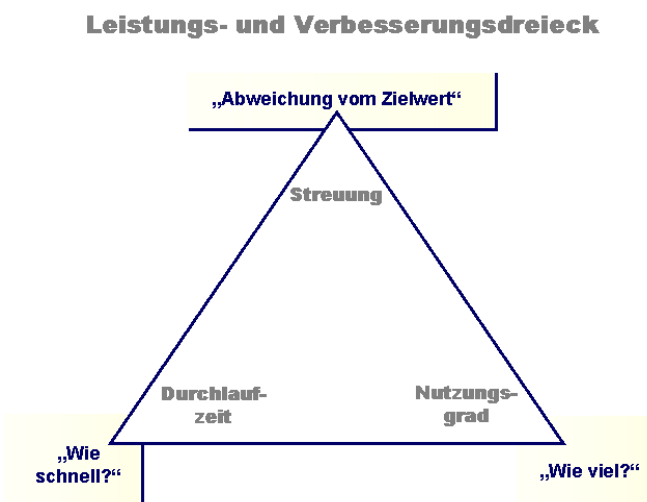 Leistungs- und Verbesserungsdreieck
„Abweichung vom Zielwert“
Streuung
Durchlauf-
zeit
Nutzungs-
grad
„Wie
schnell?“
„Wie viel?“